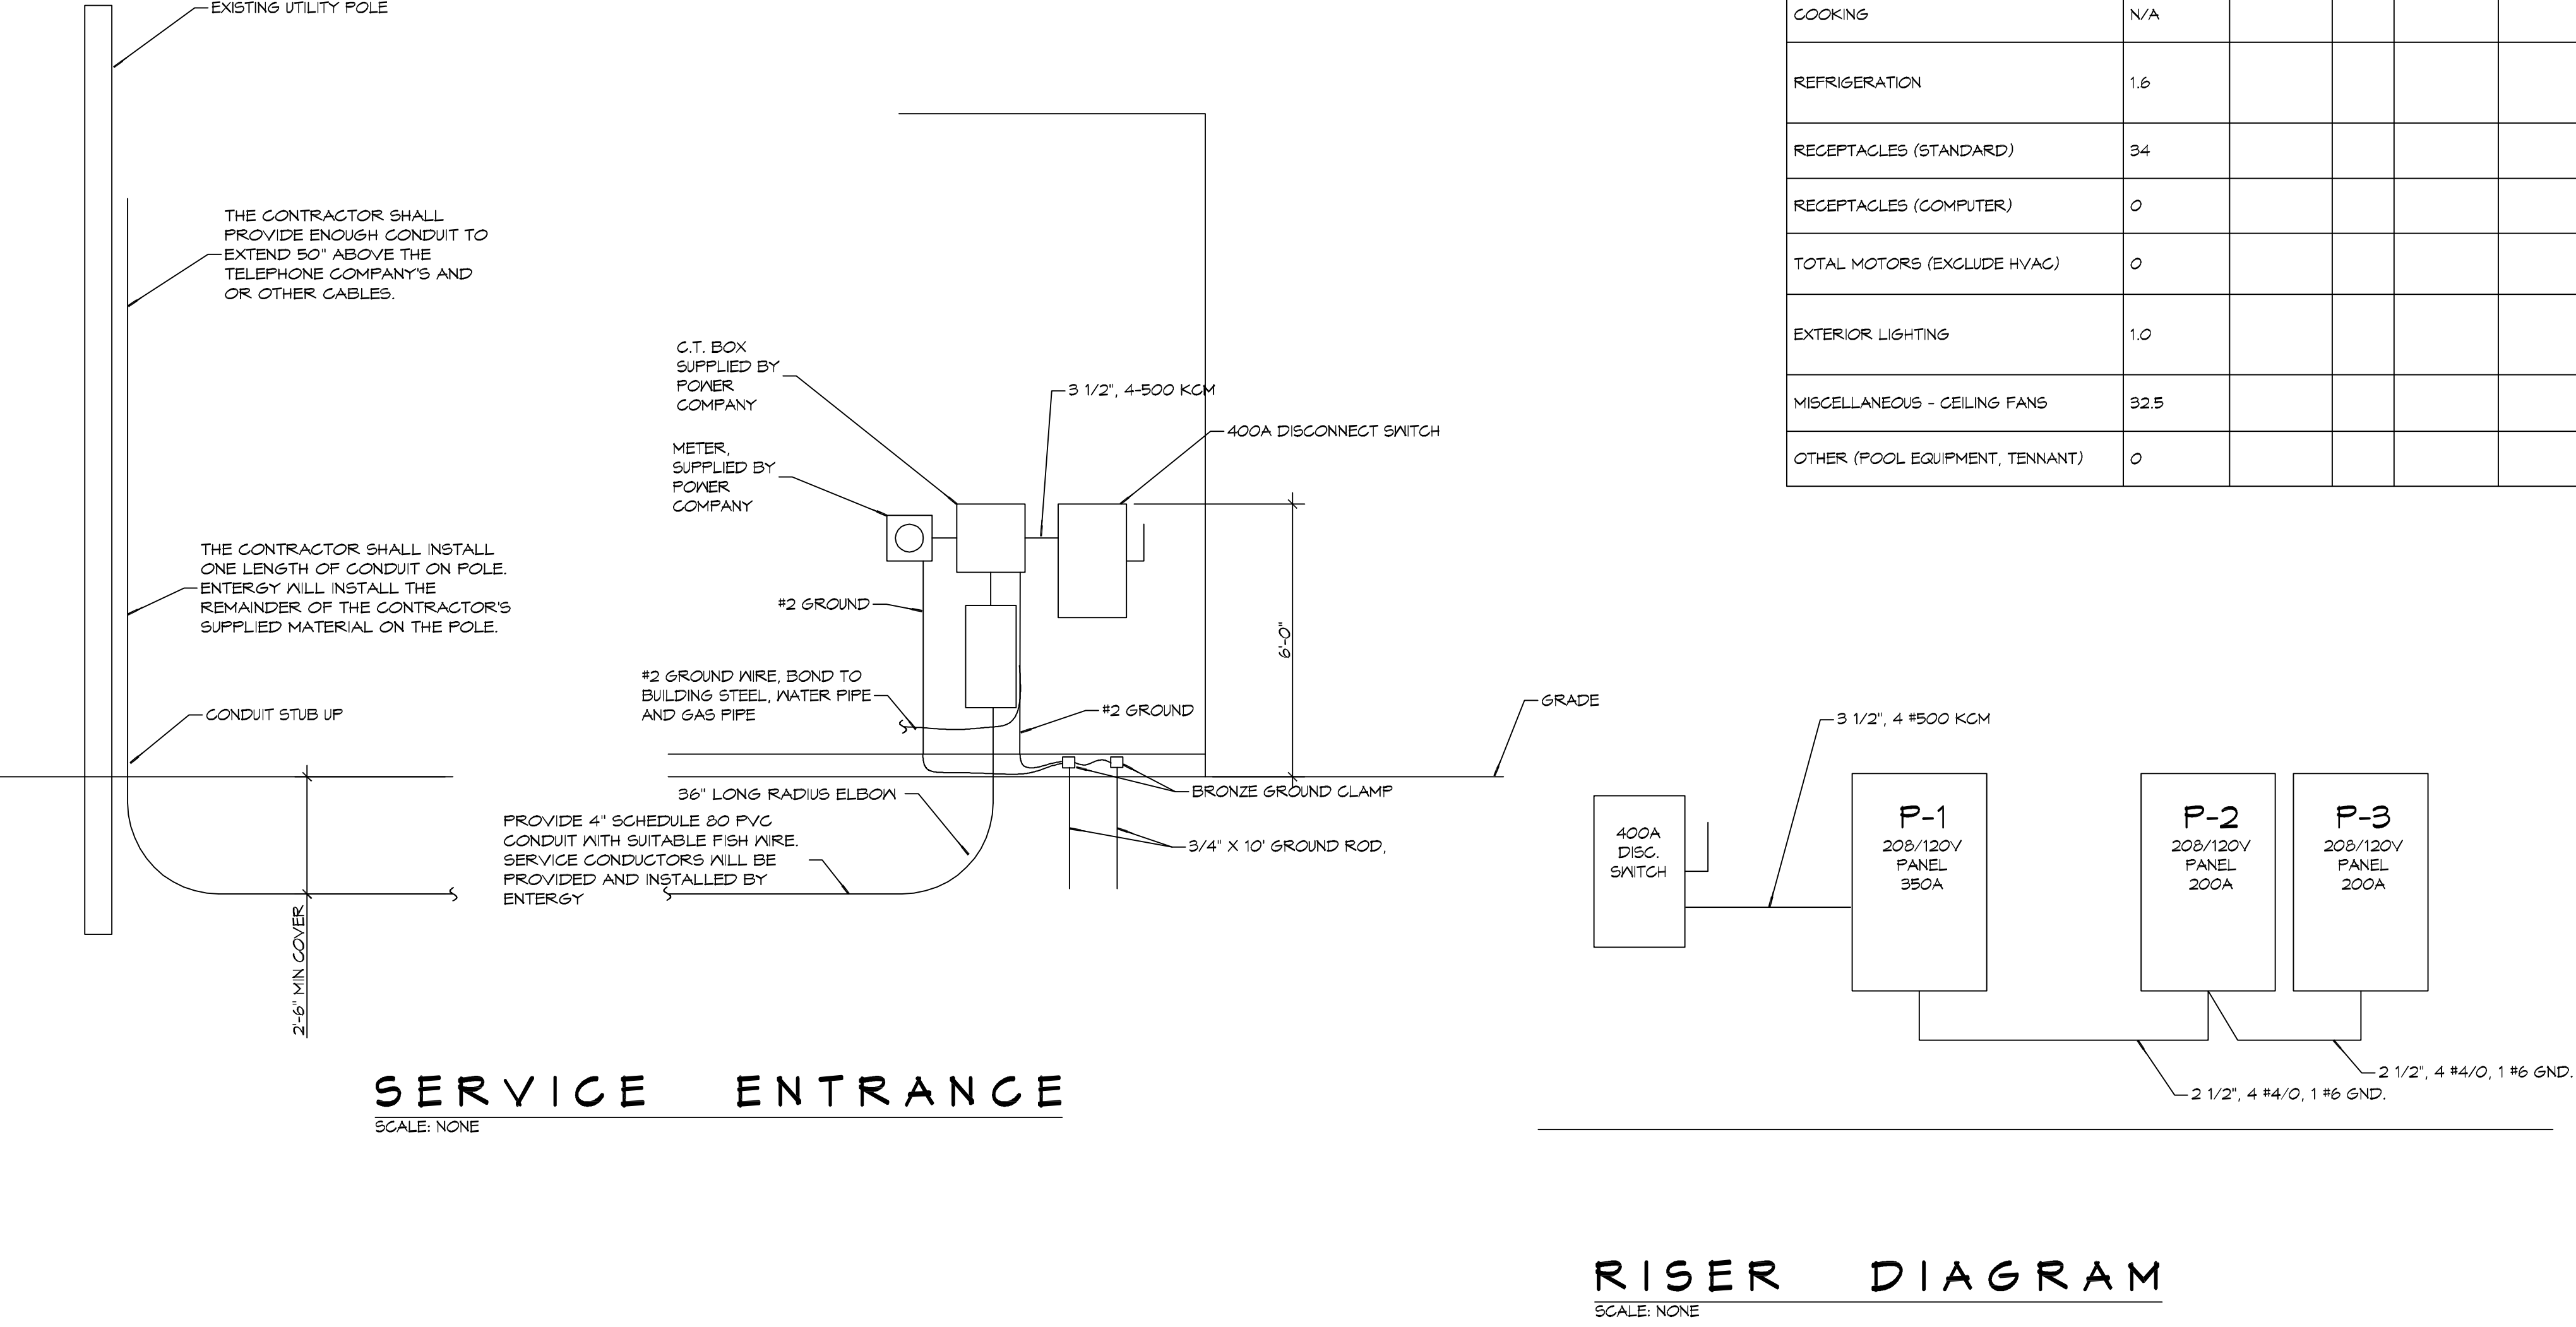 EXISTING UTILITY POLE
THE CONTRACTOR SHALL
PROVIDE ENOUGH CONDUIT TO
EXTEND 50" ABOVE THE
TELEPHONE COMPANY'S AND
OR OTHER CABLES.
THE CONTRACTOR SHALL INSTALL
ONE LENGTH OF CONDUIT ON POLE.
ENTERGY WILL INSTALL THE
REMAINDER OF THE CONTRACTOR'S
SUPPLIED MATERIAL ON THE POLE.
CONDUIT STUB UP
2'-6" MIN COVER
C.T. BOX
SUPPLIED BY
POWER
COMPANY
METER,
SUPPLIED BY
POWER
COMPANY
3 1/2", 4-500 KCM
400A DISCONNECT SWITCH
#2 GROUND
#2 GROUND WIRE, BOND TO
BUILDING STEEL, WATER PIPE
AND GAS PIPE
#2 GROUND
6'-0"
GRADE
36" LONG RADIUS ELBOW
BRONZE GROUND CLAMP
PROVIDE 4" SCHEDULE 80 PVC
CONDUIT WITH SUITABLE FISH WIRE.
SERVICE CONDUCTORS WILL BE
PROVIDED AND INSTALLED BY
ENTERGY
3/4" X 10' GROUND ROD,
SERVICE ENTRANCE
SCALE: NONE
COOKING N/A
REFRIGERATION 1.6
RECEPTACLES (STANDARD) 34
RECEPTACLES (COMPUTER) 0
TOTAL MOTORS (EXCLUDE HVAC) 0
EXTERIOR LIGHTING 1.0
MISCELLANEOUS - CEILING FANS 32.5
OTHER (POOL EQUIPMENT, TENNANT) 0
3 1/2", 4 #500 KCM
400A
DISC.
SWITCH
P-1
208/120V
PANEL
350A
P-2
208/120V
PANEL
200A
P-3
208/120V
PANEL
200A
2 1/2", 4 #4/0, 1 #6 GND.
2 1/2", 4 #4/0, 1 #6 GND.
RISER DIAGRAM
SCALE: NONE